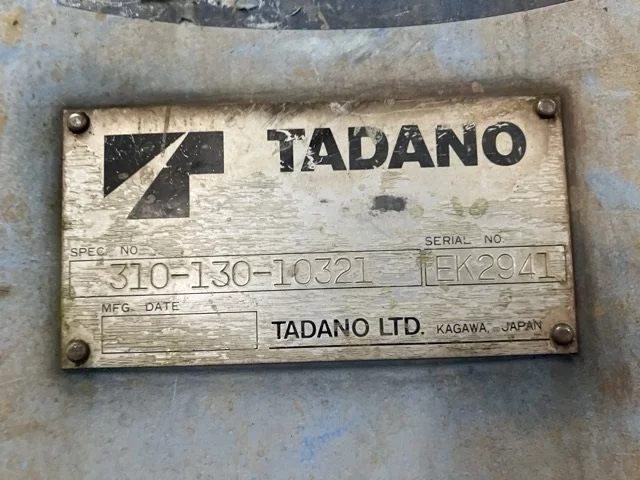 TADANO
SPEC. NO. SERIAL NO.
310-130-10321 EK2941
MFG. DATE
TADANO LTD. KAGAWA, JAPAN